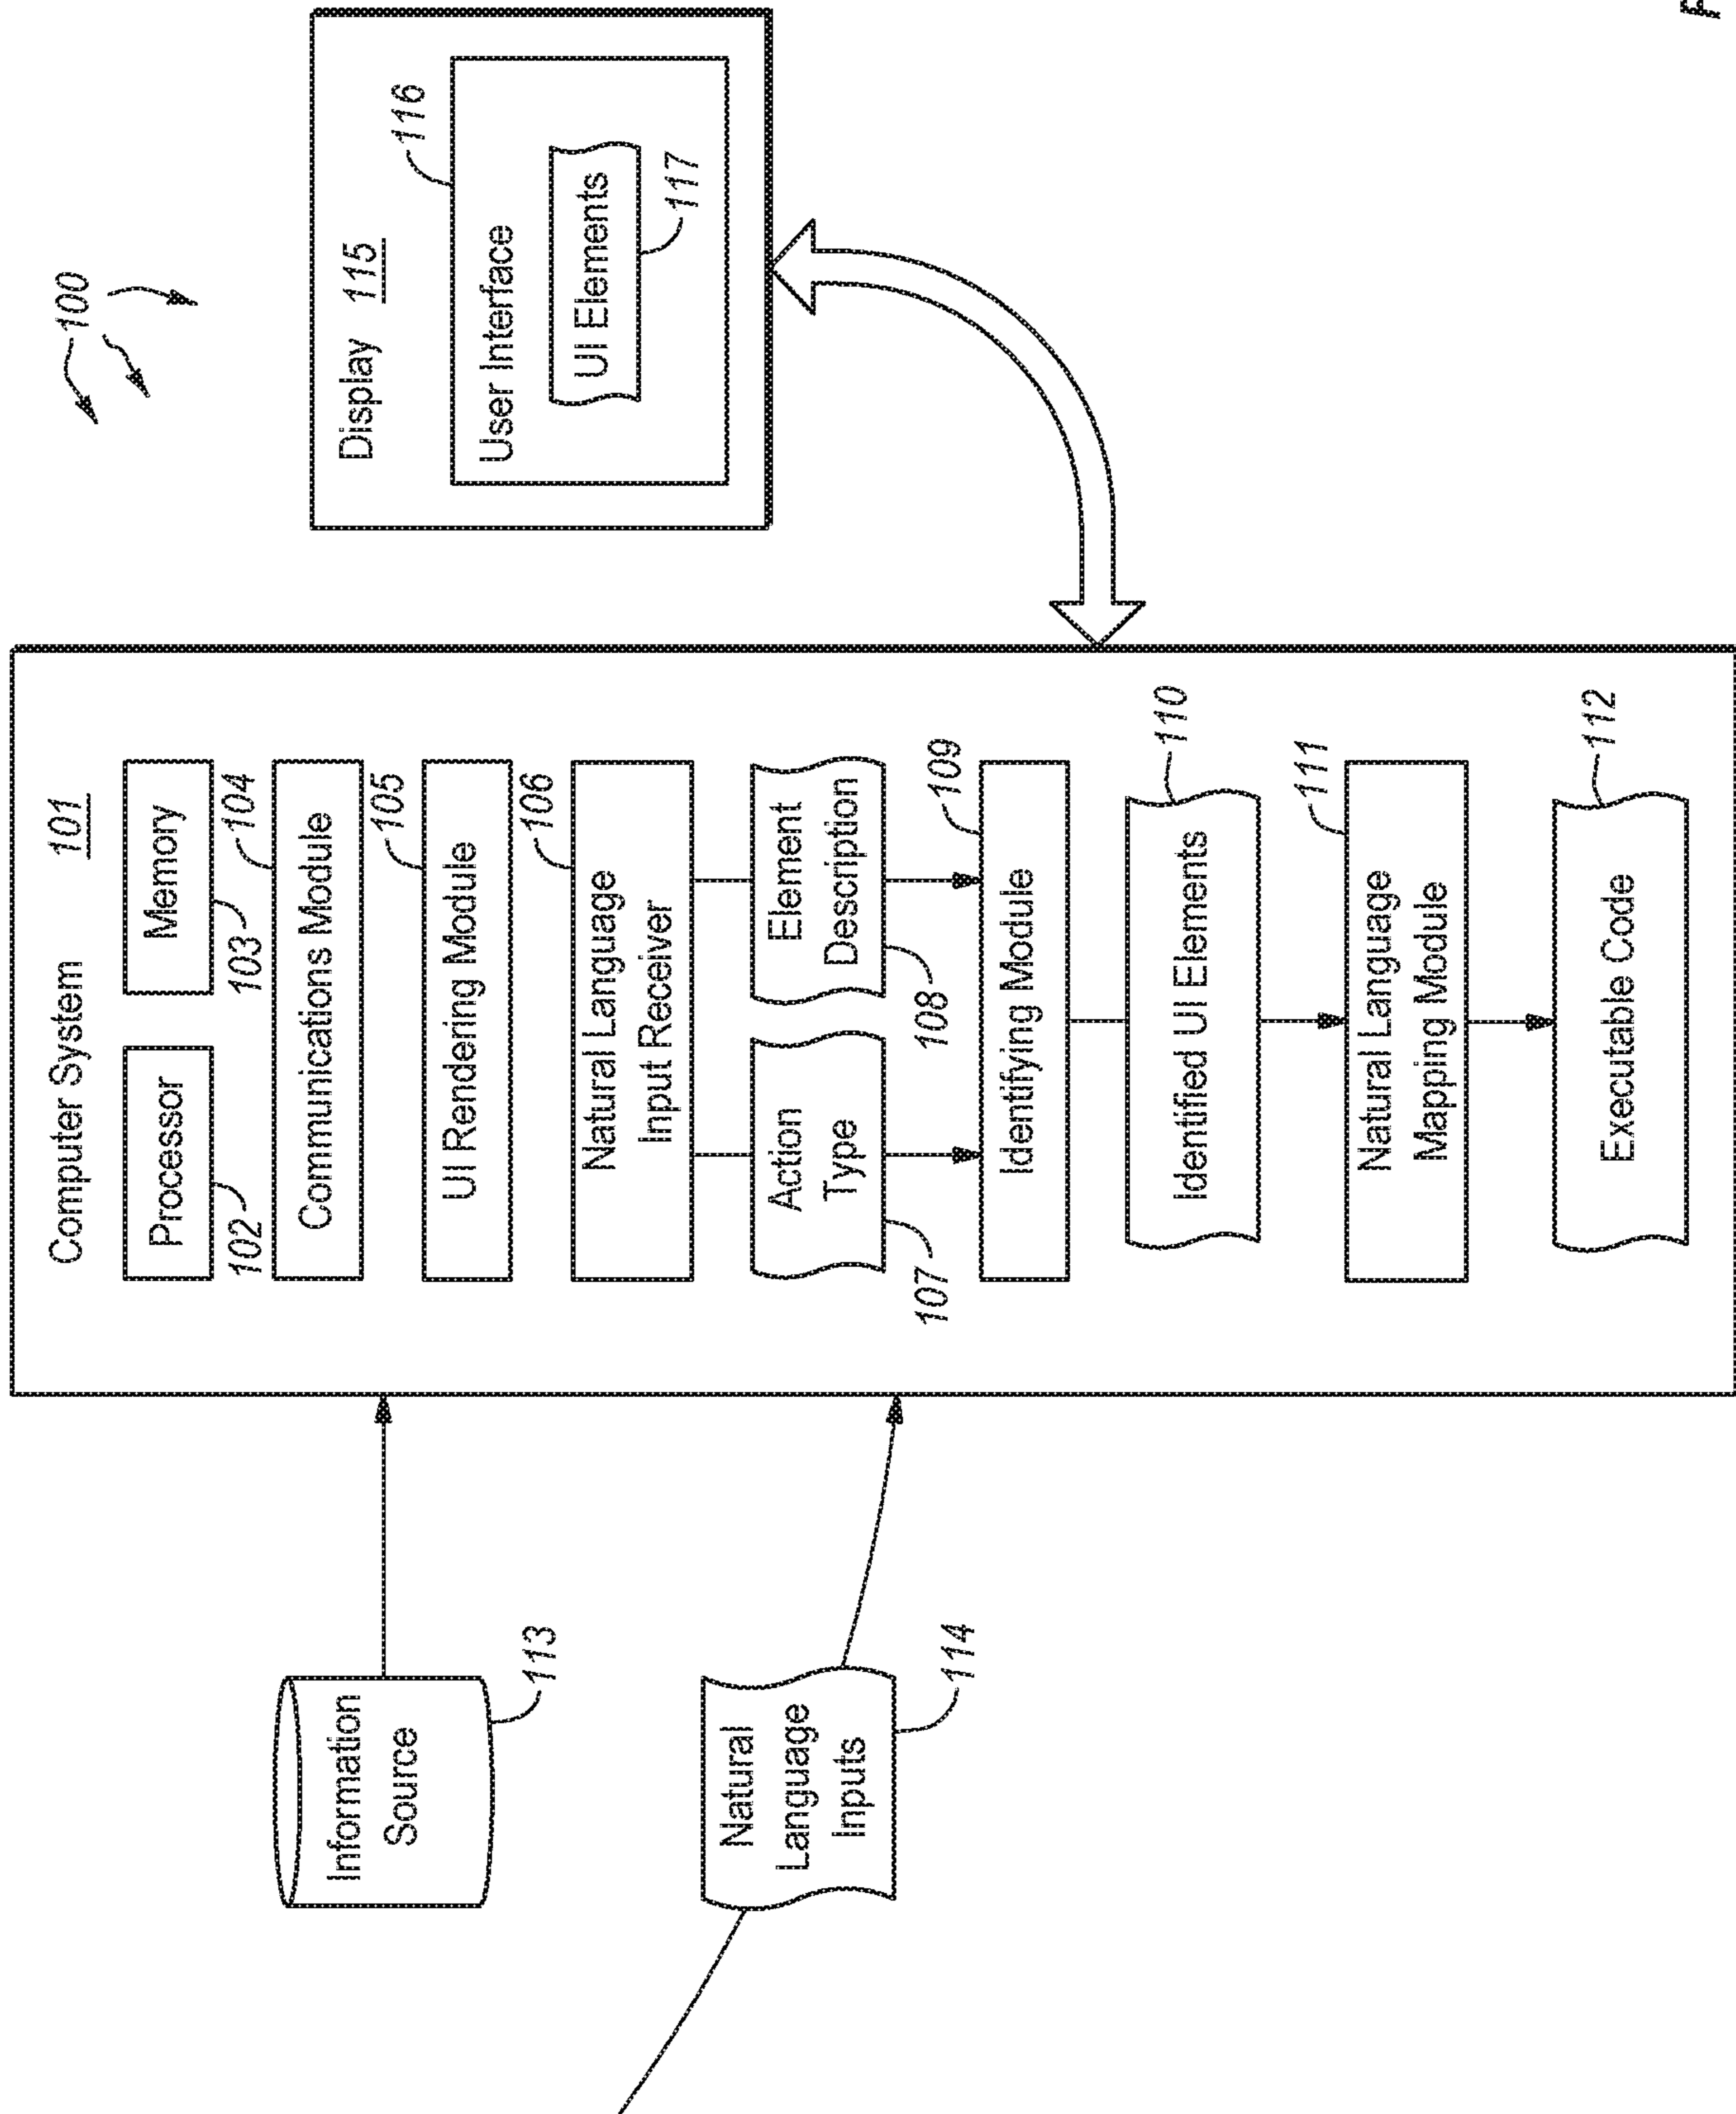 100
Computer System 101
Processor
102
Memory
103
Communications Module
104
UI Rendering Module
105
Natural Language
Input Receiver
106
Action
Type
107
Element
Description
108
Identifying Module
109
Identified UI Elements
110
Natural Language
Mapping Module
111
Executable Code
112
Information
Source
113
Natural
Language
Inputs
114
Display 115
User Interface
116
UI Elements
117